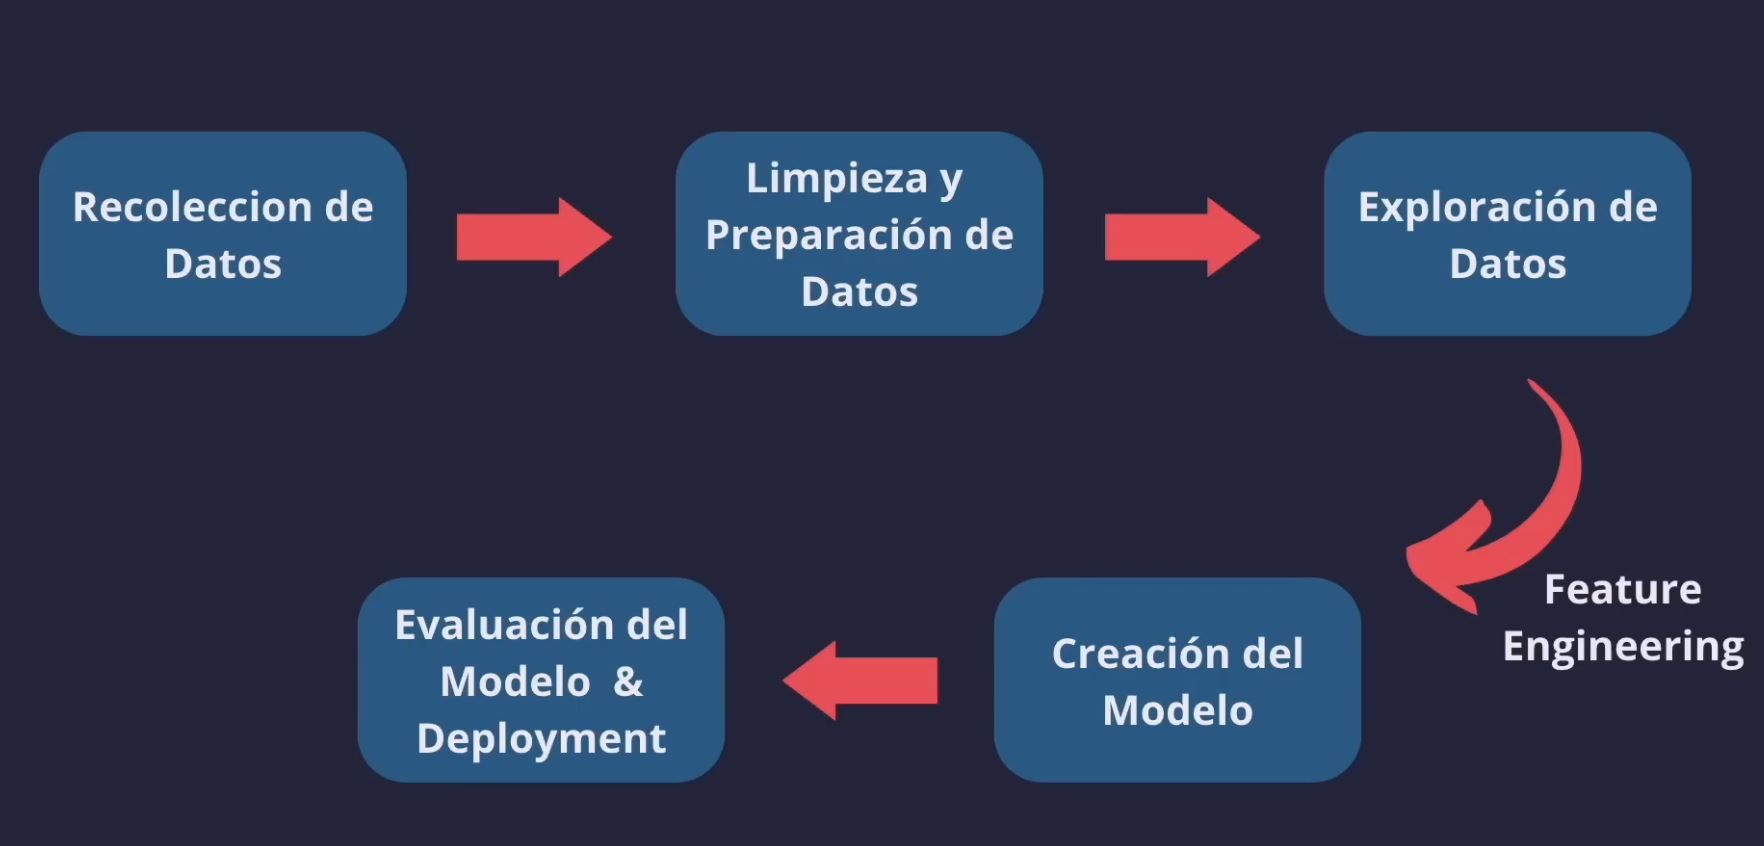 Recoleccion de
Datos
Limpieza y
Preparación de
Datos
Exploración de
Datos
Feature
Engineering
Creación del
Modelo
Evaluación del
Modelo &
Deployment